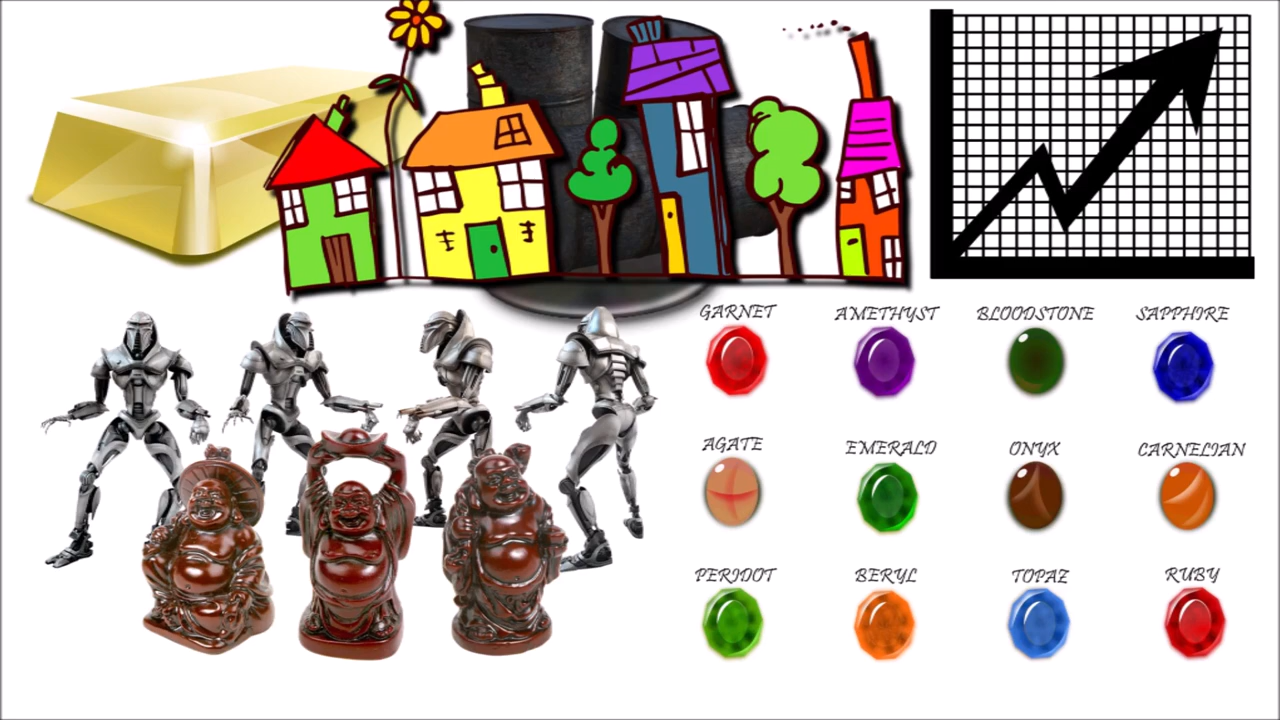 GARNET AMETHYST BLOODSTONE SAPPHIRE
AGATE EMERALD ONYX CARNELIAN
PERIDOT BERYL TOPAZ RUBY